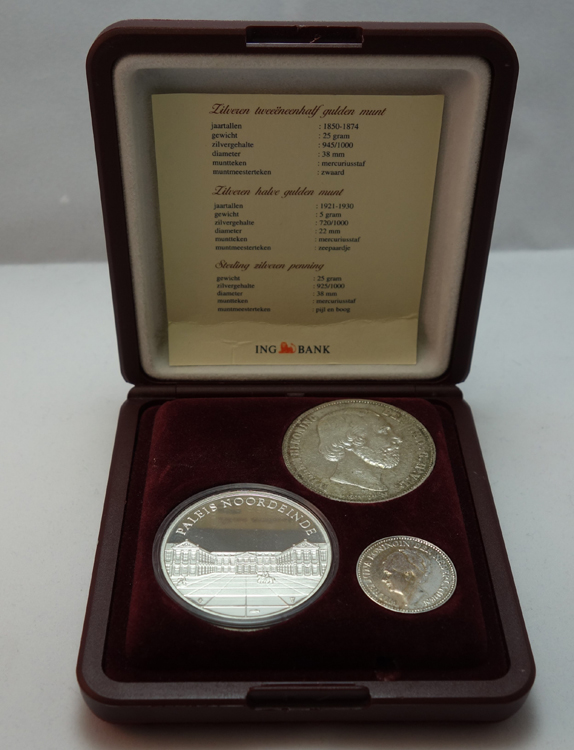 Zilveren tweeëneenhalf gulden munt
jaartallen : 1850-1874
gewicht : 25 gram
zilvergehalte : 945/1000
diameter : 38 mm
muntteken : mercuriusstaf
muntmeesterteken : zwaard
Zilveren halve gulden munt
jaartallen : 1921-1930
gewicht : 5 gram
zilvergehalte : 720/1000
diameter : 22 mm
muntteken : mercuriusstaf
muntmeesterteken : zeepaardje
Sterling zilveren penning
gewicht : 25 gram
zilvergehalte : 925/1000
diameter : 38 mm
muntteken : mercuriusstaf
muntmeesterteken : pijl en boog
ING BANK
PALEIS NOORDEINDE
KONINGIN DER